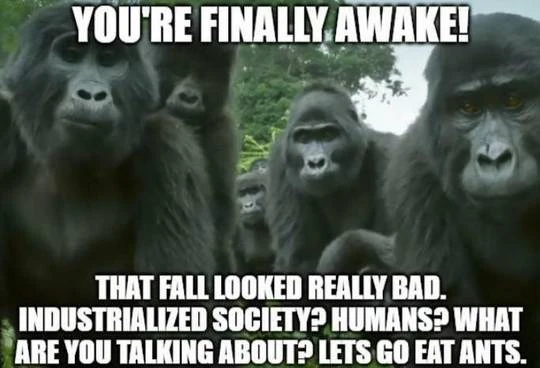 YOU'RE FINALLY AWAKE!
THAT FALL LOOKED REALLY BAD.
INDUSTRIALIZED SOCIETY? HUMANS? WHAT
ARE YOU TALKING ABOUT? LETS GO EAT ANTS.